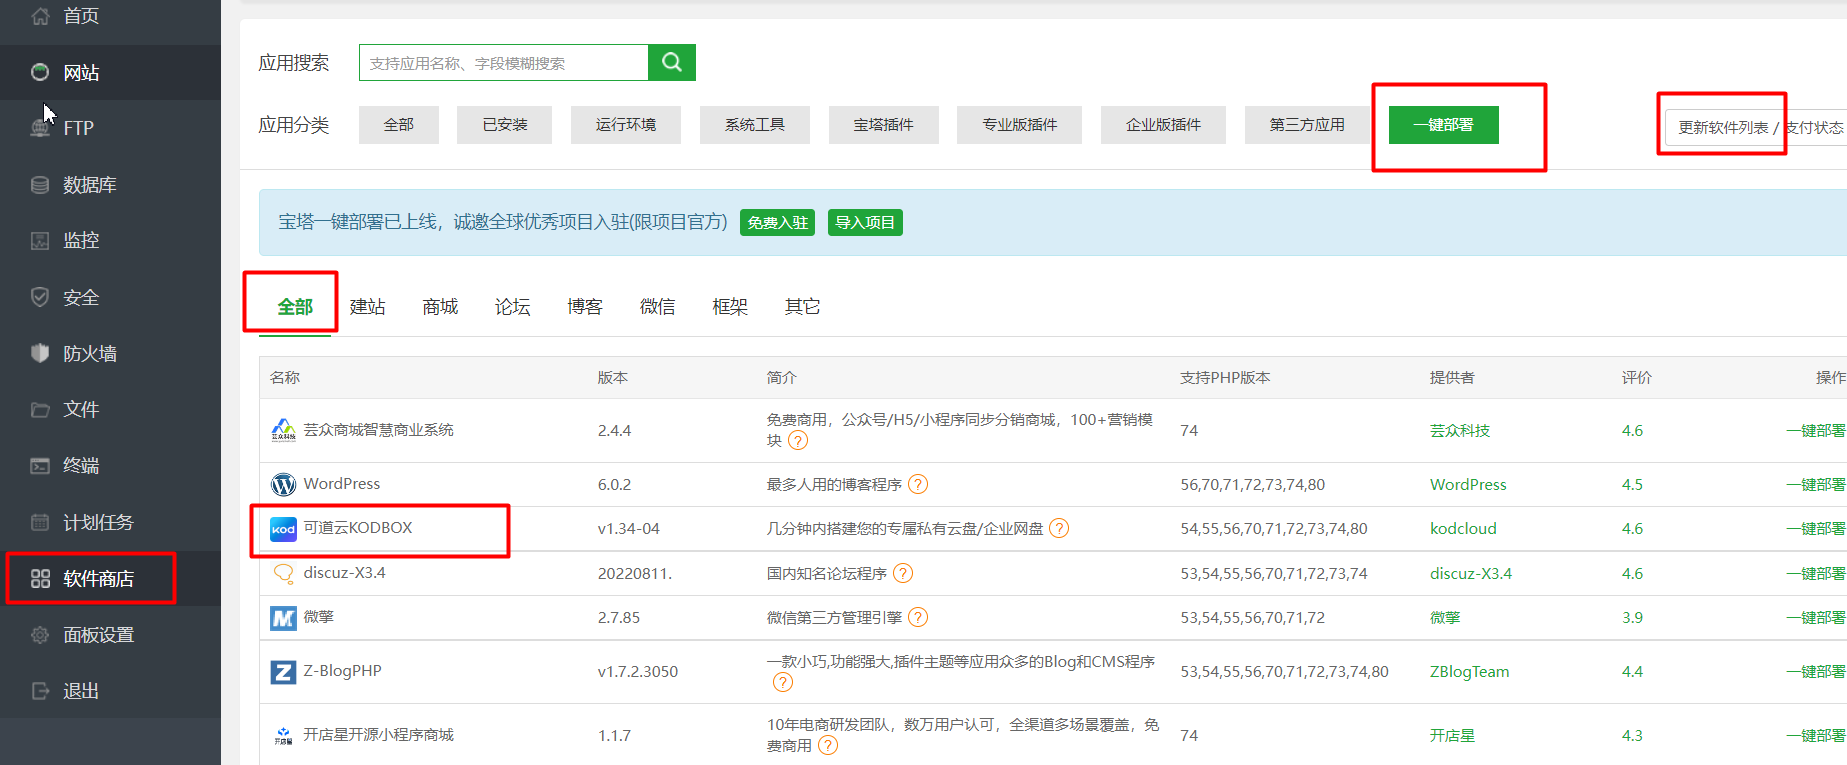 首页
网站
FTP
数据库
监控
安全
防火墙
文件
终端
计划任务
软件商店
面板设置
退出
应用搜索 支持应用名称、字段模糊搜索
应用分类 全部 已安装 运行环境 系统工具 宝塔插件 专业版插件 企业版插件 第三方应用 一键部署 更新软件列表 / 支付状态
宝塔一键部署已上线，诚邀全球优秀项目入驻(限项目官方) 免费入驻 导入项目
全部 建站 商城 论坛 博客 微信 框架 其它
名称 版本 简介 支持PHP版本 提供者 评价 操作
芸众商城智慧商业系统 2.4.4 免费商用，公众号/H5/小程序同步分销商城，100+营销模 74 芸众科技 4.6 一键部署
芸众科技 块 ?
WordPress 6.0.2 最多人用的博客程序 ? 56,70,71,72,73,74,80 WordPress 4.5 一键部署
kod 可道云KODBOX v1.34-04 几分钟内搭建您的专属私有云盘/企业网盘 ? 54,55,56,70,71,72,73,74,80 kodcloud 4.6 一键部署
discuz-X3.4 20220811. 国内知名论坛程序 ? 53,54,55,56,70,71,72,73,74 discuz-X3.4 4.6 一键部署
微擎 2.7.85 微信第三方管理引擎 ? 53,54,55,56,70,71,72 微擎 3.9 一键部署
Z-BlogPHP v1.7.2.3050 一款小巧,功能强大,插件主题等应用众多的Blog和CMS程序 53,54,55,56,70,71,72,73,74,80 ZBlogTeam 4.4 一键部署
?
开店星 开店星开源小程序商城 1.1.7 10年电商研发团队，数万用户认可，全渠道多场景覆盖，免 74 开店星 4.3 一键部署
费商用 ?